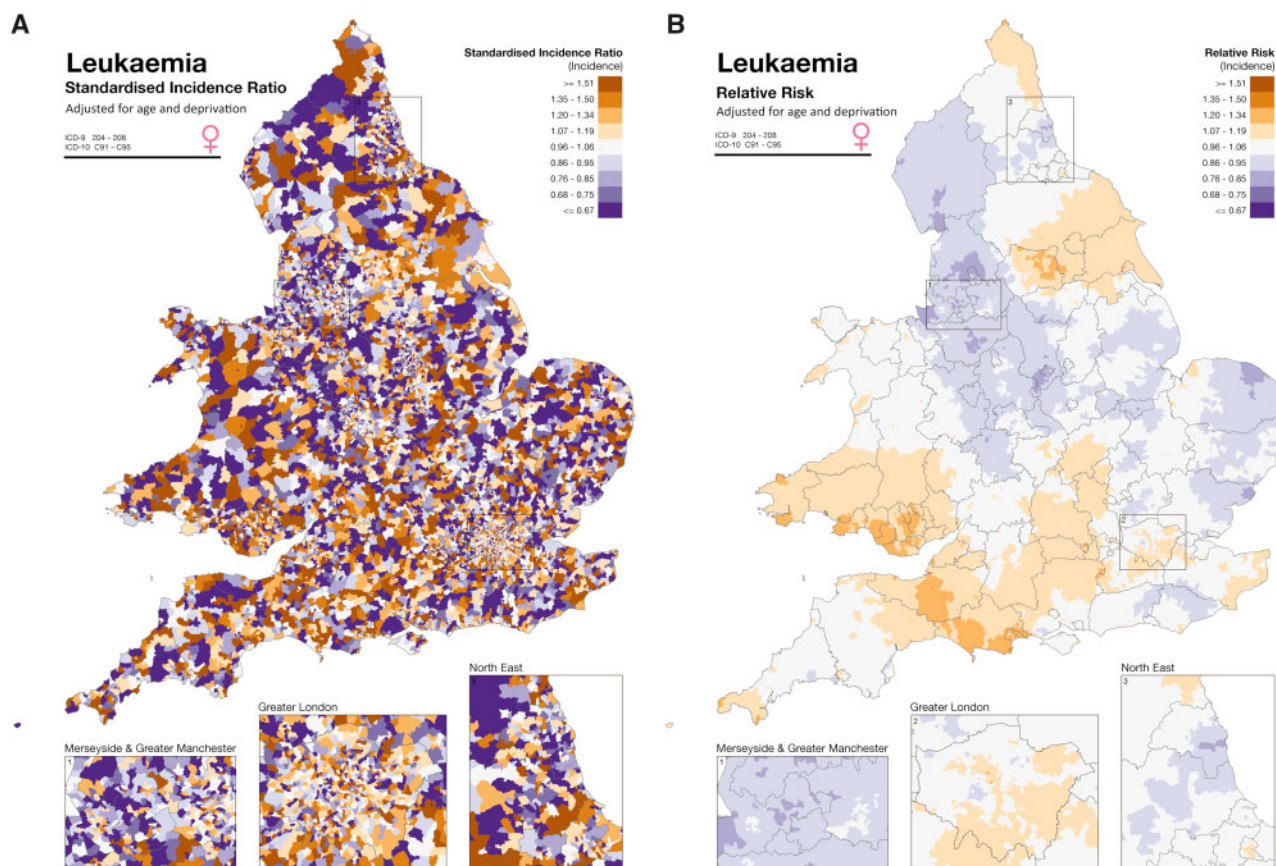 A
Leukaemia
Standardised Incidence Ratio
Adjusted for age and deprivation
ICD-9 204 - 208
ICD-10 C91 - C95
Standardised Incidence Ratio
(Incidence)
>= 1.51
1.35 - 1.50
1.20 - 1.34
1.07 - 1.19
0.96 - 1.06
0.86 - 0.95
0.76 - 0.85
0.68 - 0.75
<= 0.67
North East
Greater London
Merseyside & Greater Manchester
1
B
Leukaemia
Relative Risk
Adjusted for age and deprivation
ICD-9 204 - 208
ICD-10 C91 - C95
Relative Risk
(Incidence)
>= 1.51
1.35 - 1.50
1.20 - 1.34
1.07 - 1.19
0.96 - 1.06
0.86 - 0.95
0.76 - 0.85
0.68 - 0.75
<= 0.67
3
1
2
North East
3
Greater London
2
Merseyside & Greater Manchester
1